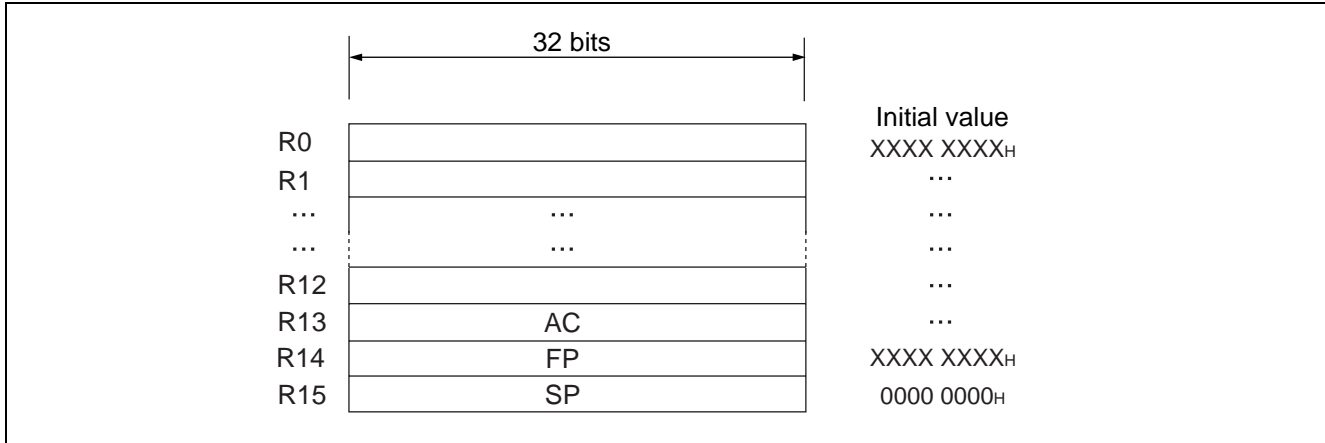 32 bits
Initial value
R0 XXXX XXXXH
R1 ...
... ... ...
... ... ...
R12 ...
R13 AC ...
R14 FP XXXX XXXXH
R15 SP 0000 0000H